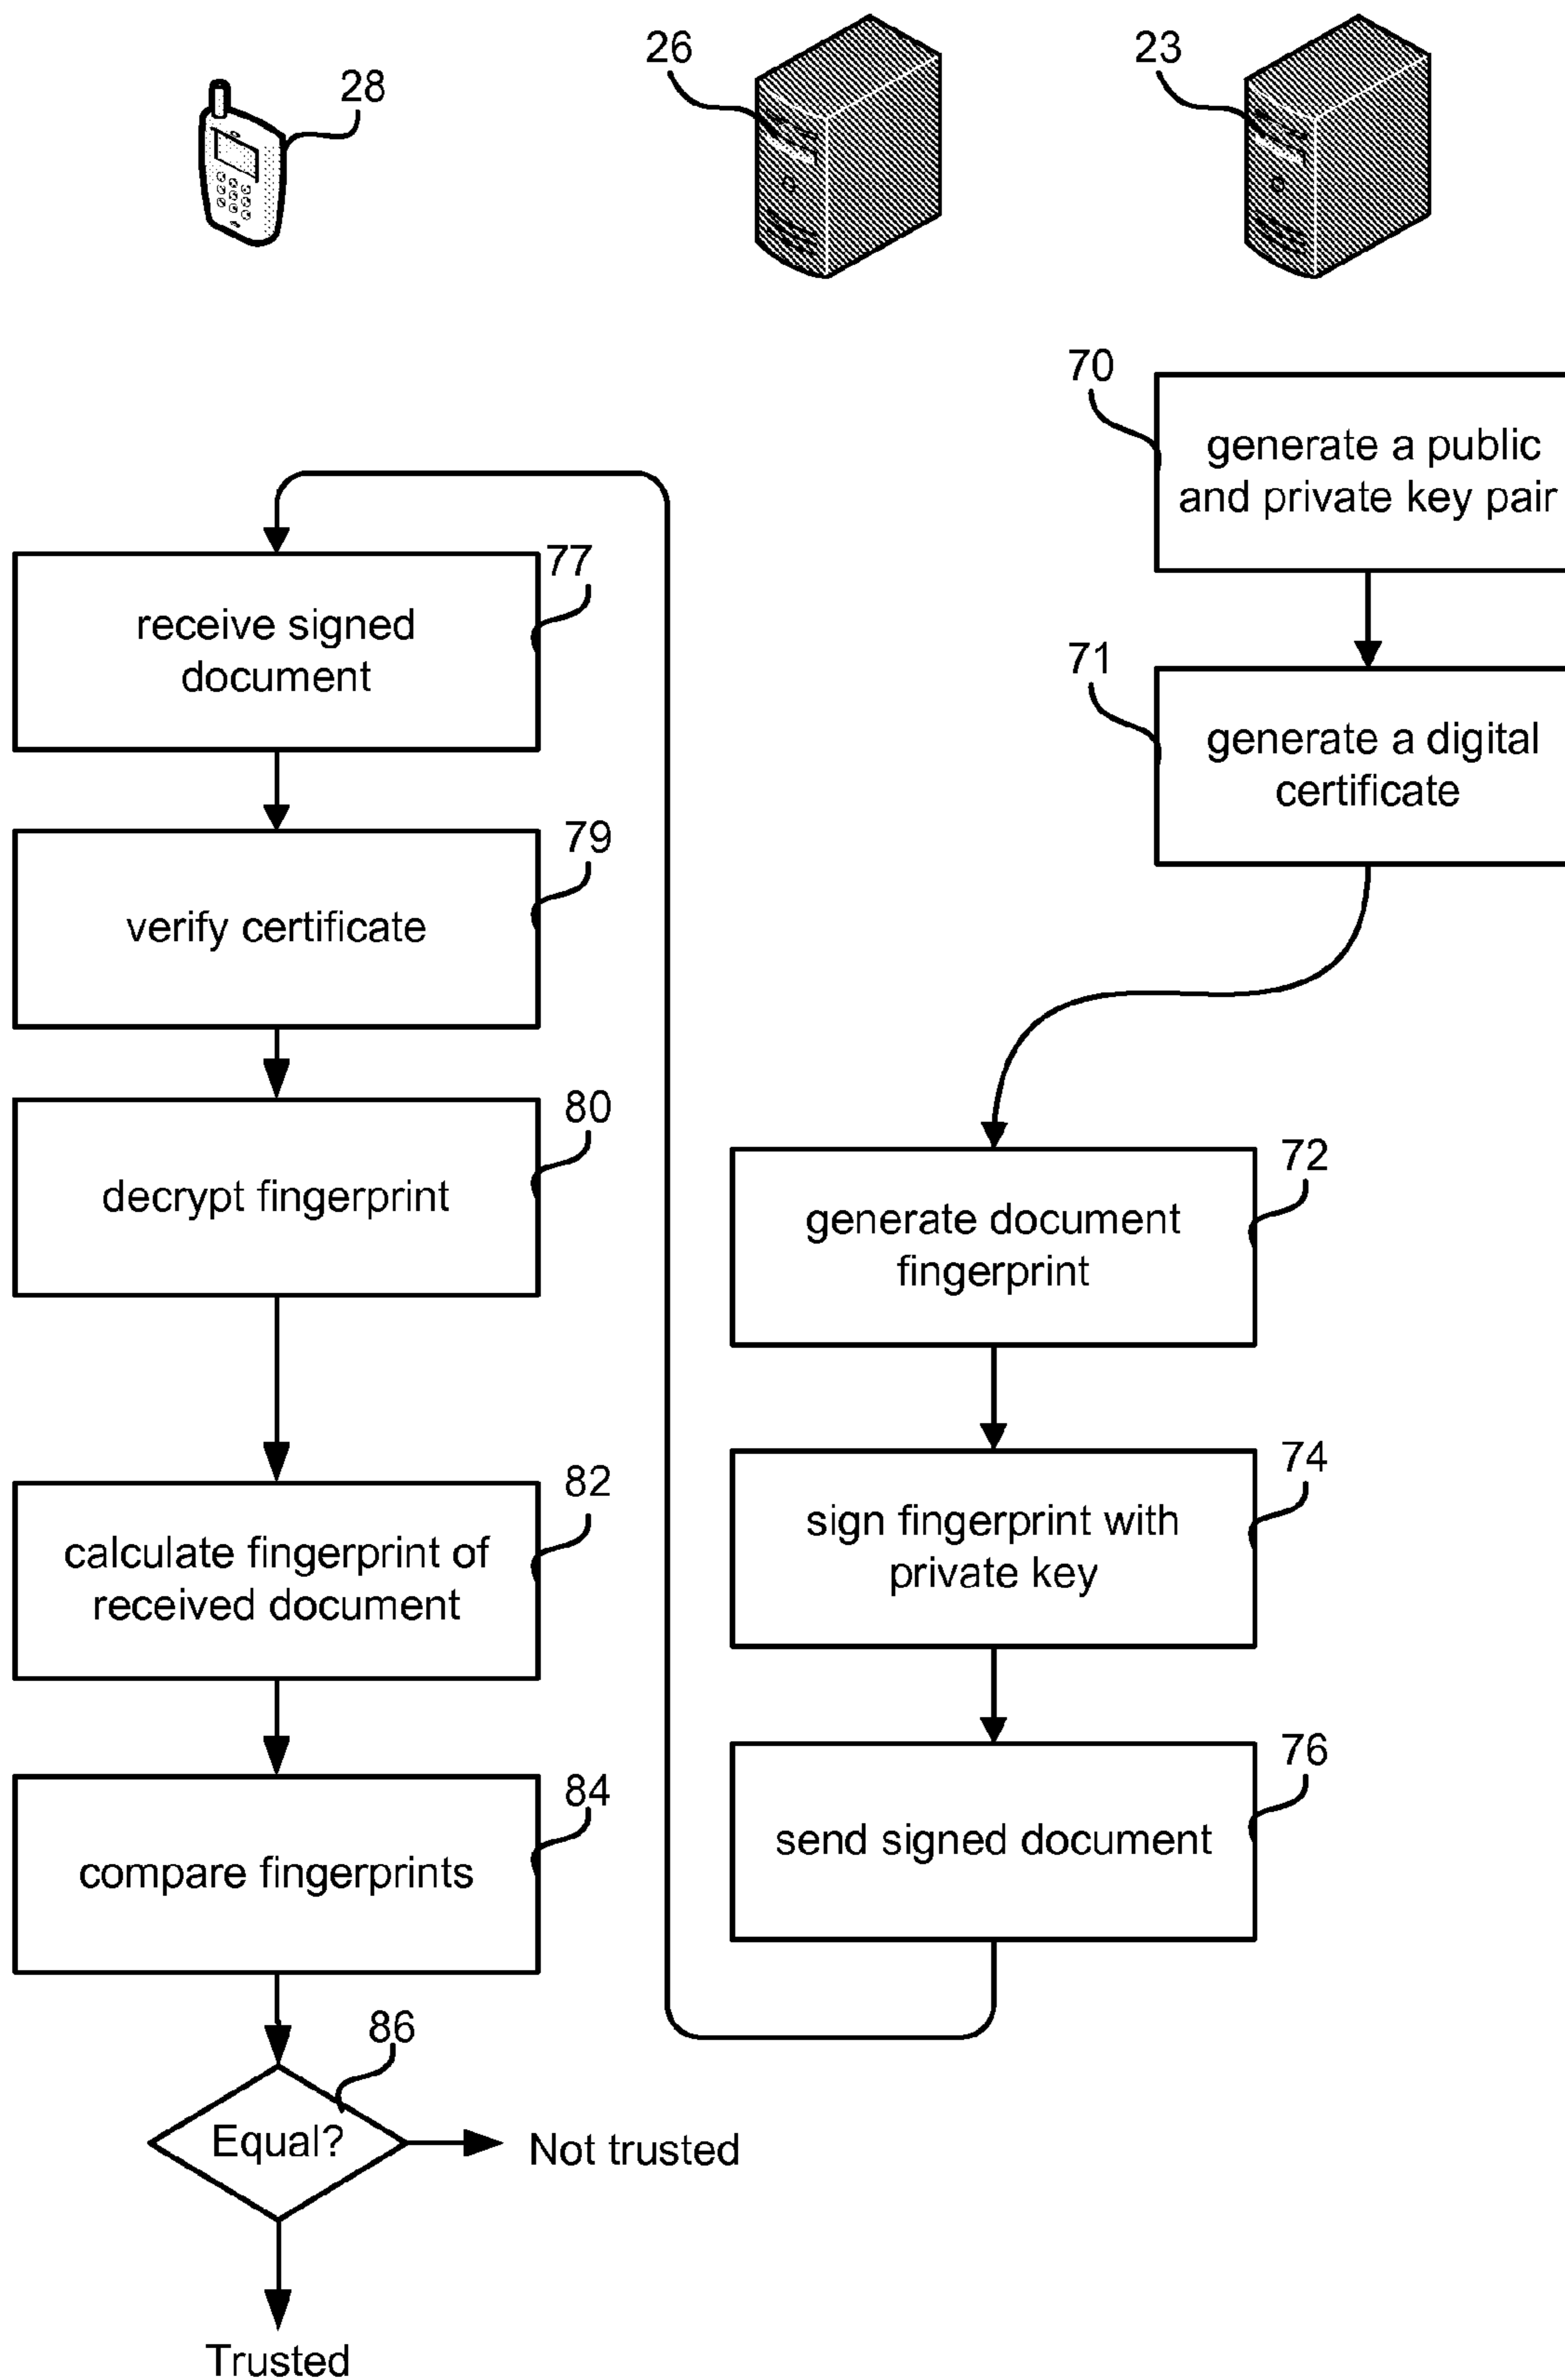 28
26
23
70
generate a public
and private key pair
71
generate a digital
certificate
72
generate document
fingerprint
74
sign fingerprint with
private key
76
send signed document
77
receive signed
document
79
verify certificate
80
decrypt fingerprint
82
calculate fingerprint of
received document
84
compare fingerprints
86
Equal?
Not trusted
Trusted